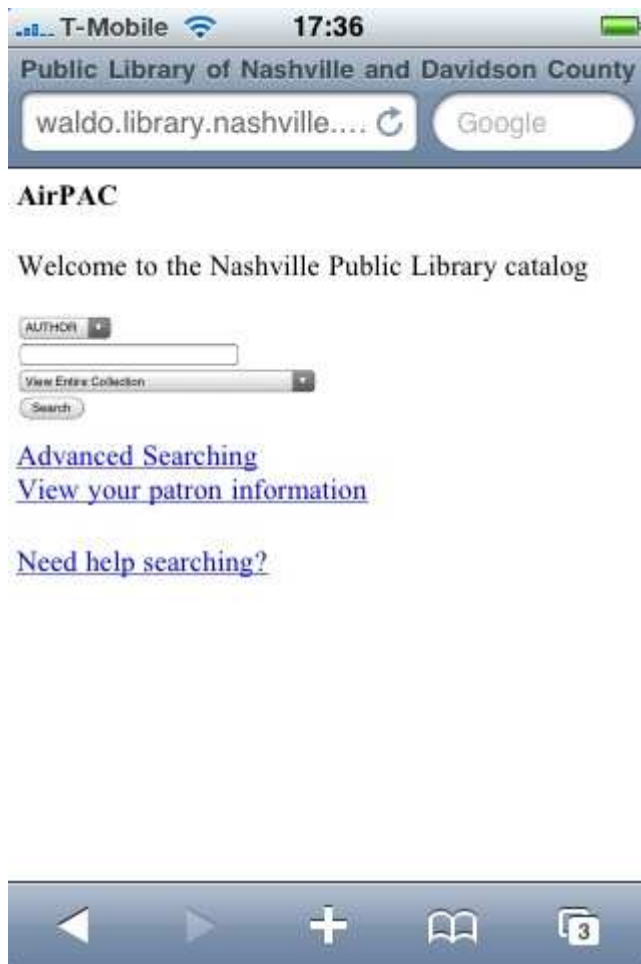 T-Mobile 17:36
Public Library of Nashville and Davidson County
waldo.library.nashville.... Google
AirPAC
Welcome to the Nashville Public Library catalog
AUTHOR
View Entire Collection
Search
Advanced Searching
View your patron information
Need help searching?
3